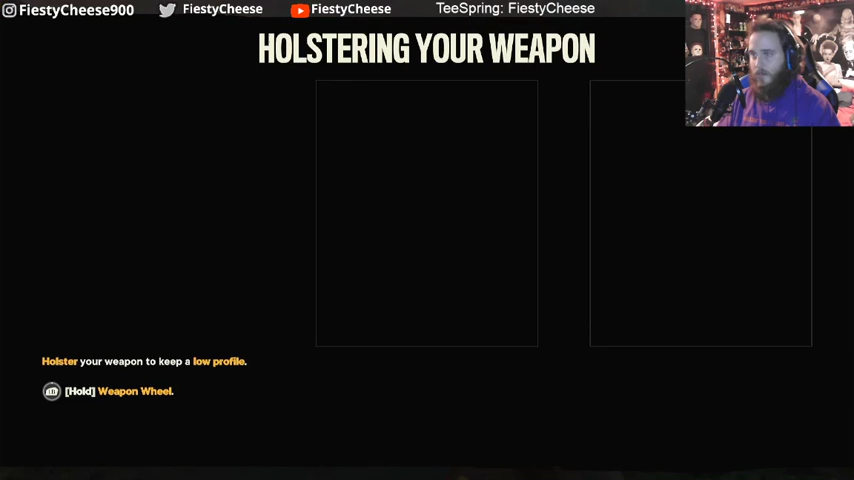 FiestyCheese900 FiestyCheese FiestyCheese TeeSpring: FiestyCheese
HOLSTERING YOUR WEAPON
Holster your weapon to keep a low profile.
[Hold] Weapon Wheel.